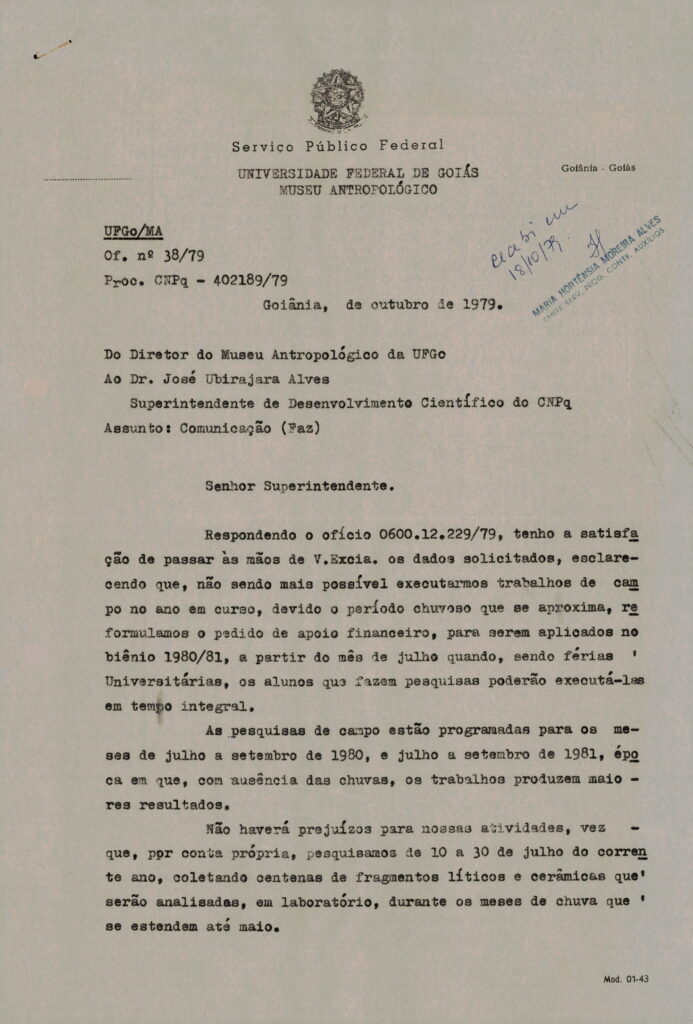 Serviço Público Federal
UNIVERSIDADE FEDERAL DE GOIÁS
MUSEU ANTROPOLÓGICO
Goiânia - Goiás
UFGo/MA
Of. nº 38/79
Proc. CNPq - 402189/79
Goiânia, de outubro de 1979.
recebi em
18/10/79.
MARIA HORTÊNSIA MOREIRA ALVES
CHEFE SERV. PROG. CONTR. AUXÍLIOS
Do Diretor do Museu Antropológico da UFGo
Ao Dr. José Ubirajara Alves
Superintendente de Desenvolvimento Científico do CNPq
Assunto: Comunicação (Faz)
Senhor Superintendente.
Respondendo o ofício 0600.12.229/79, tenho a satisfa
ção de passar às mãos de V.Excia. os dados solicitados, esclare-
cendo que, não sendo mais possível executarmos trabalhos de cam
po no ano em curso, devido o período chuvoso que se aproxima, re
formulamos o pedido de apoio financeiro, para serem aplicados no
biênio 1980/81, a partir do mês de julho quando, sendo férias '
Universitárias, os alunos que fazem pesquisas poderão executá-las
em tempo integral.
As pesquisas de campo estão programadas para os me-
ses de julho a setembro de 1980, e julho a setembro de 1981, épo
ca em que, com ausência das chuvas, os trabalhos produzem maio -
res resultados.
Não haverá prejuízos para nossas atividades, vez -
que, por conta própria, pesquisamos de 10 a 30 de julho do corren
te ano, coletando centenas de fragmentos líticos e cerâmicas que'
serão analisadas, em laboratório, durante os meses de chuva que '
se estendem até maio.
Mod. 01-43